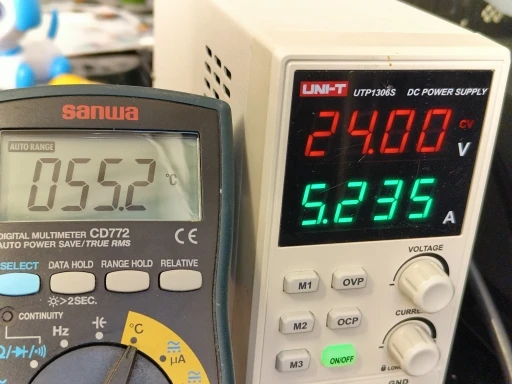 sanwa
AUTO RANGE
055.2 °C
DIGITAL MULTIMETER CD772
AUTO POWER SAVE/TRUE RMS
CE
SELECT
DATA HOLD
RANGE HOLD
RELATIVE
>2SEC.
CONTINUITY
Hz
°C
Ω/
μA
UNI-T
UTP1306S
DC POWER SUPPLY
24.00 CV V
5.235 A
VOLTAGE
M1
OVP
M2
OCP
M3
ON/OFF
GND